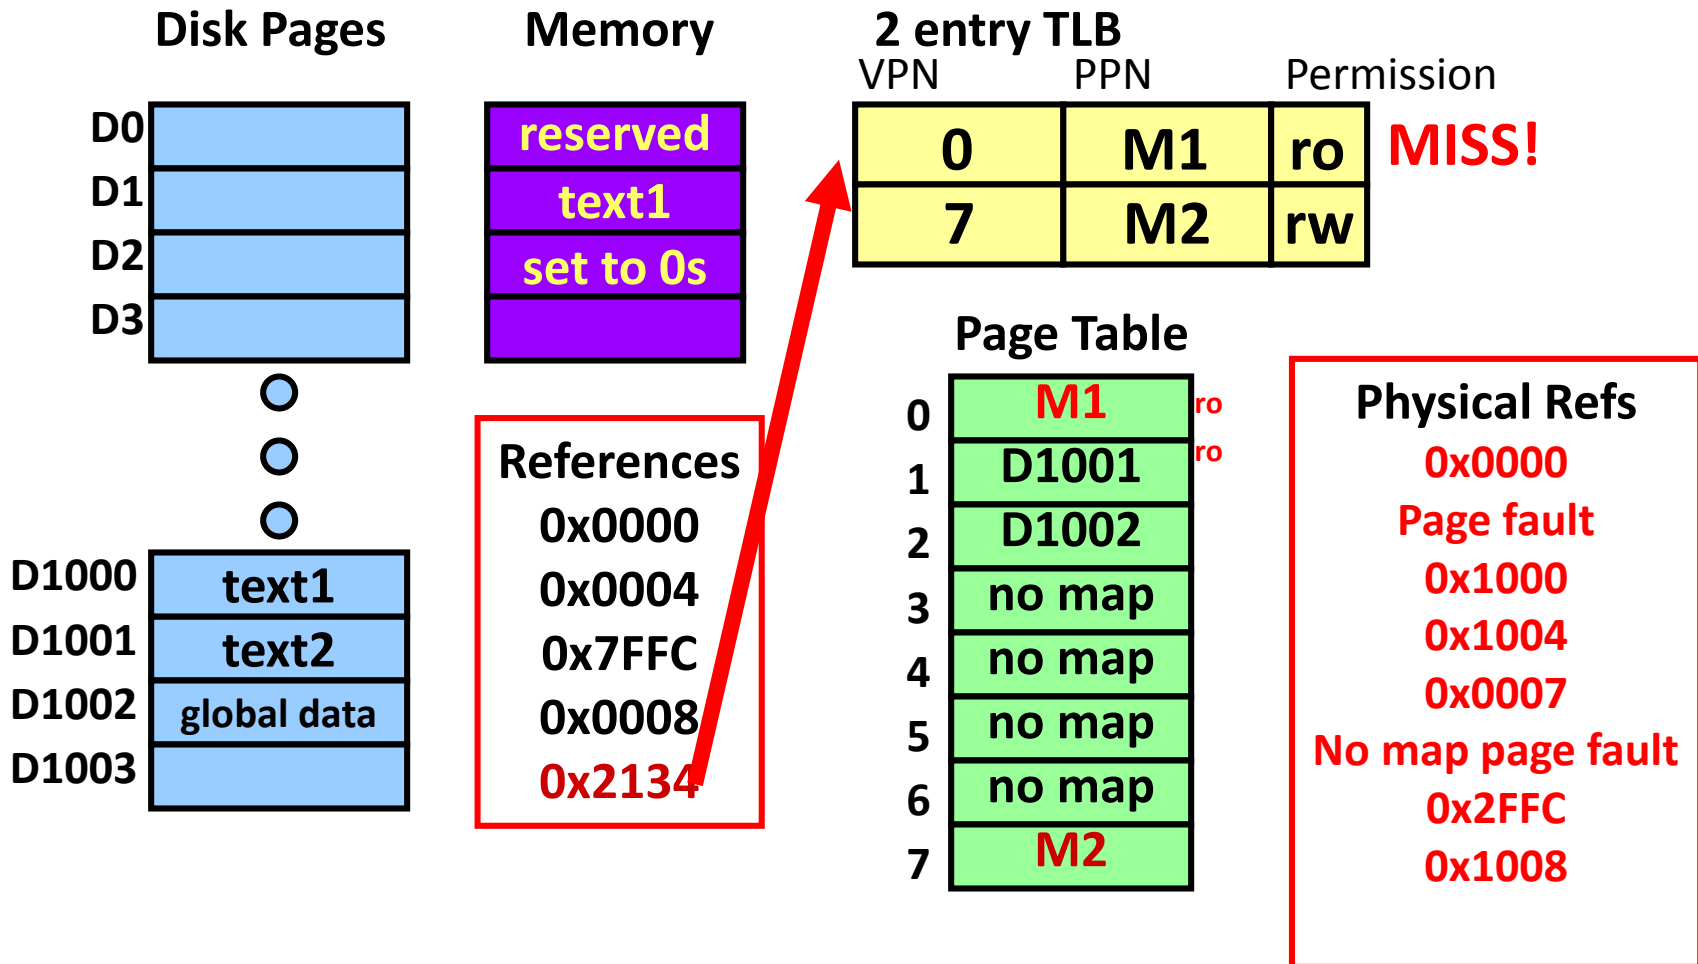 Disk Pages
D0
D1
D2
D3
D1000 text1
D1001 text2
D1002 global data
D1003
Memory
reserved
text1
set to 0s
References
0x0000
0x0004
0x7FFC
0x0008
0x2134
2 entry TLB
VPN PPN Permission
0 M1 ro MISS!
7 M2 rw
Page Table
0 M1 ro
1 D1001 ro
2 D1002
3 no map
4 no map
5 no map
6 no map
7 M2
Physical Refs
0x0000
Page fault
0x1000
0x1004
0x0007
No map page fault
0x2FFC
0x1008